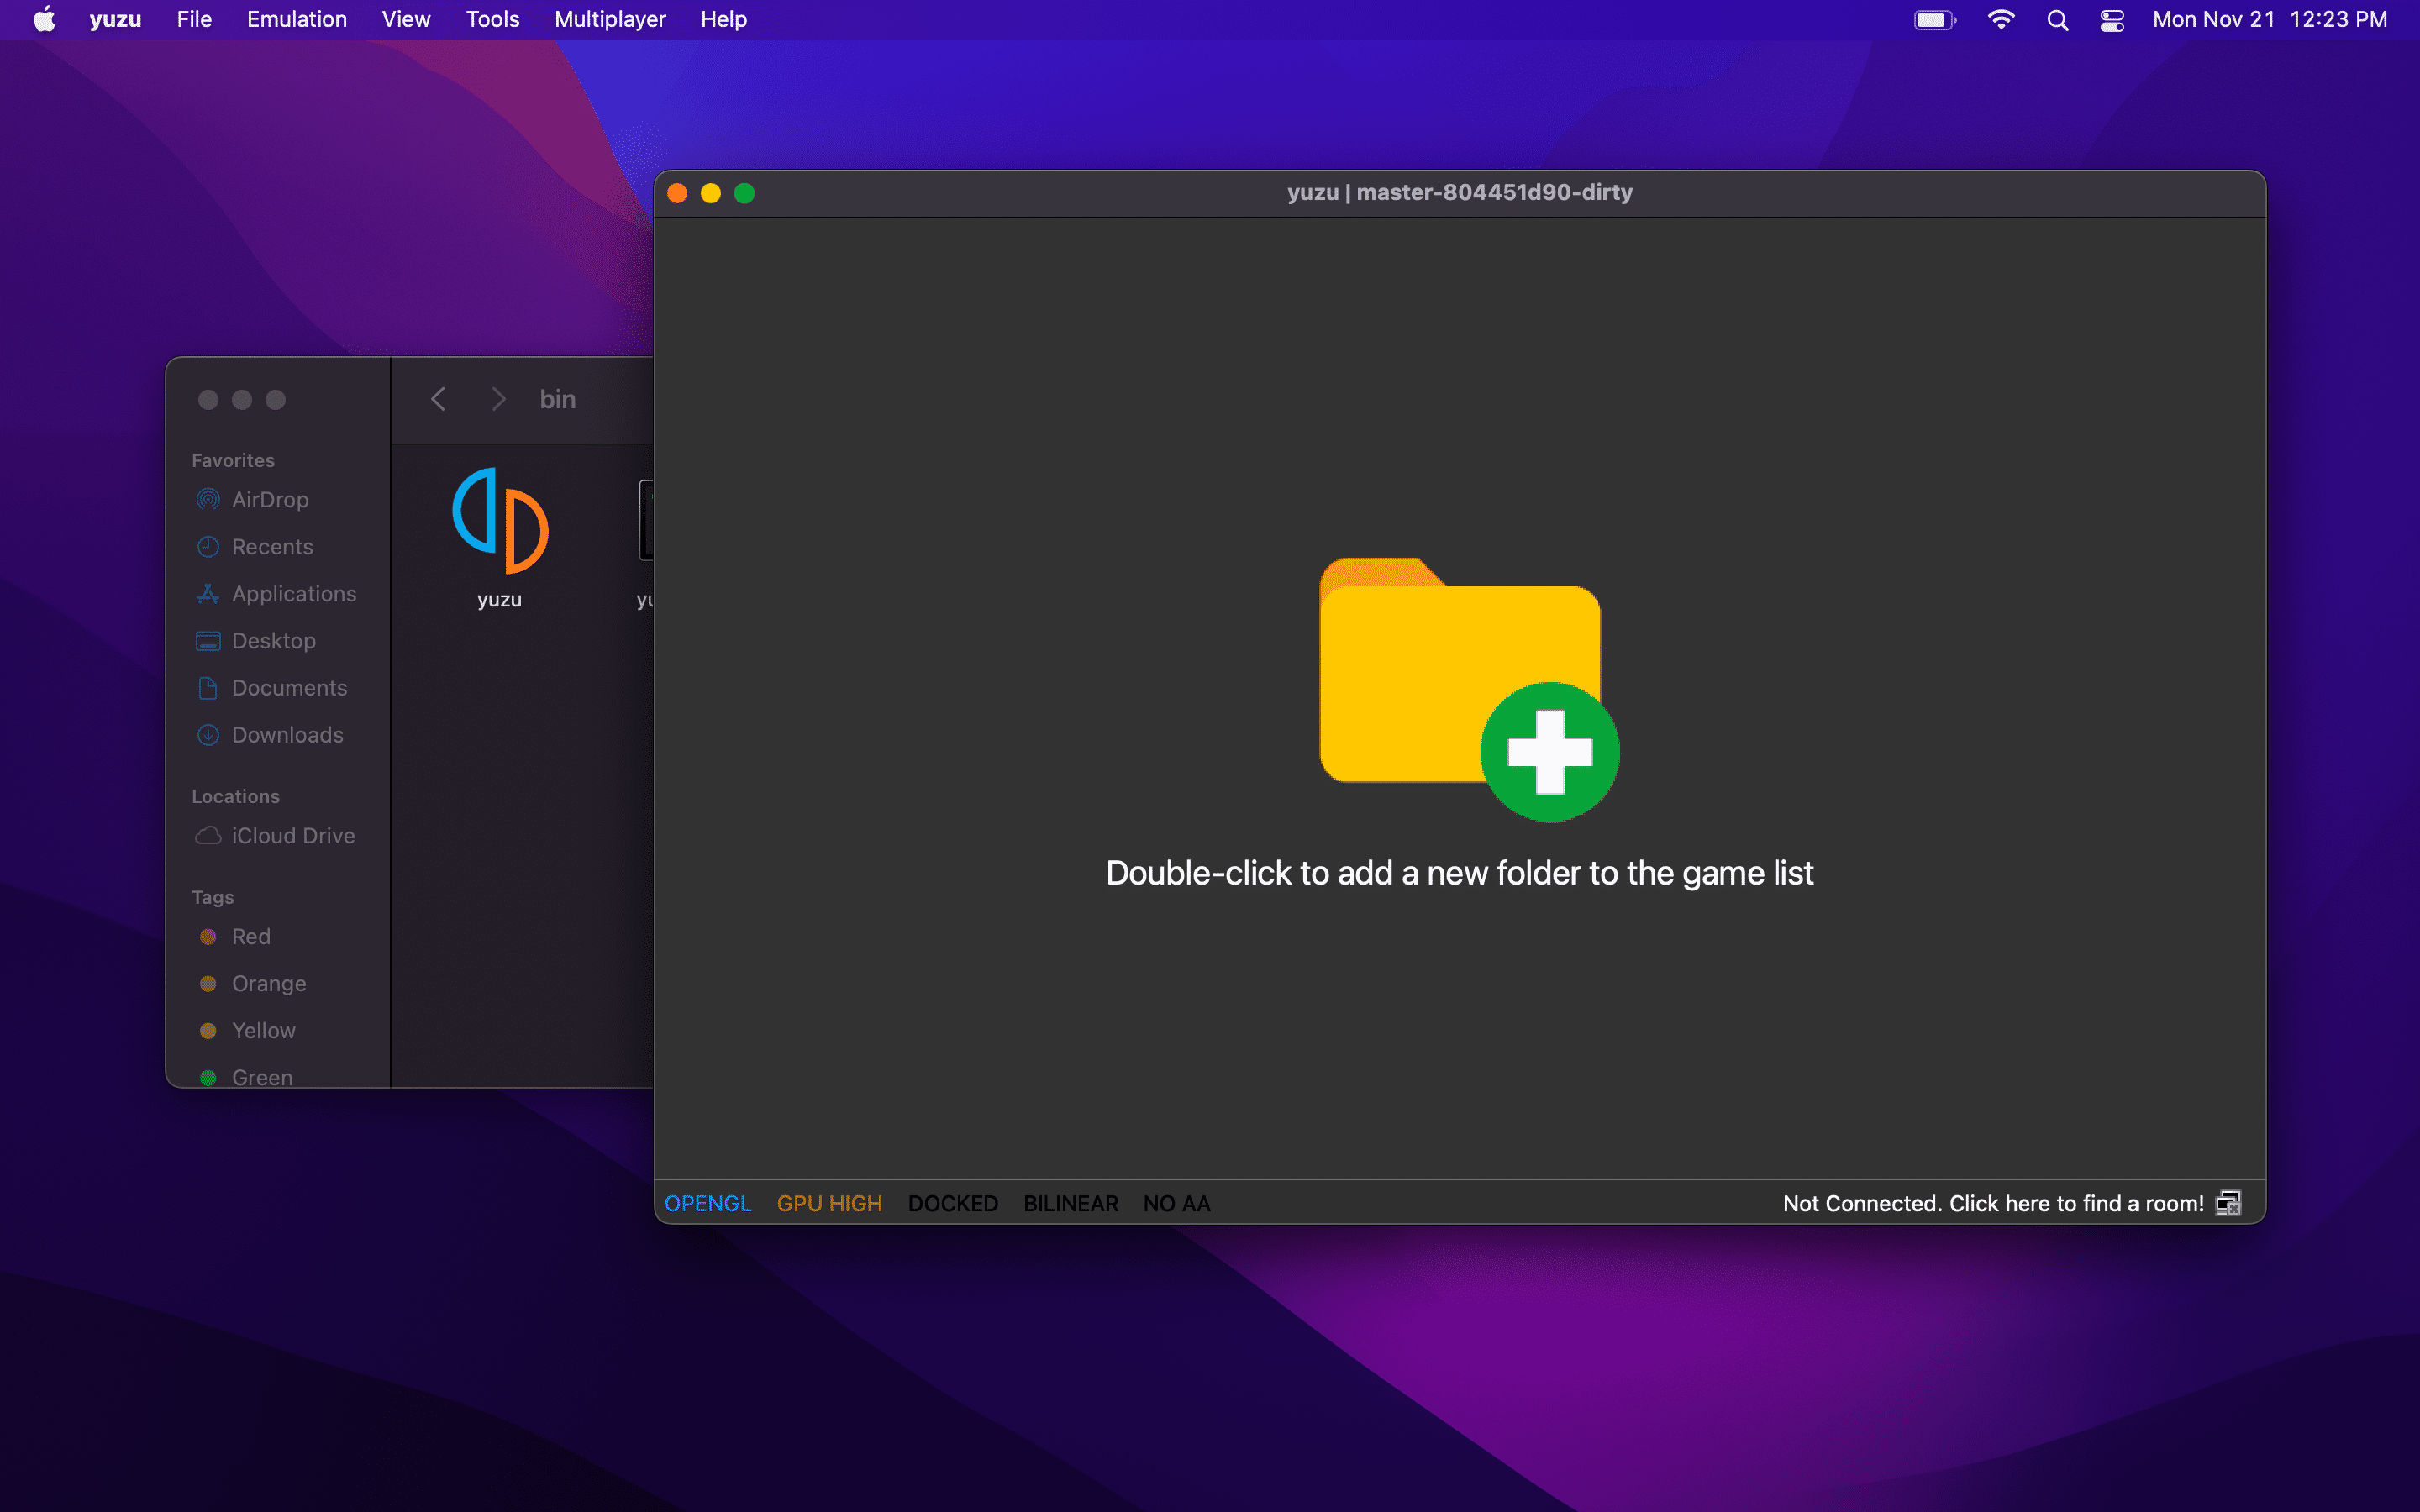 yuzu File Emulation View Tools Multiplayer Help Mon Nov 21 12:23 PM
yuzu | master-804451d90-dirty
bin
Favorites
AirDrop
Recents
Applications
Desktop
Documents
Downloads
Locations
iCloud Drive
Tags
Red
Orange
Yellow
Green
yuzu
Double-click to add a new folder to the game list
OPENGL GPU HIGH DOCKED BILINEAR NO AA Not Connected. Click here to find a room!